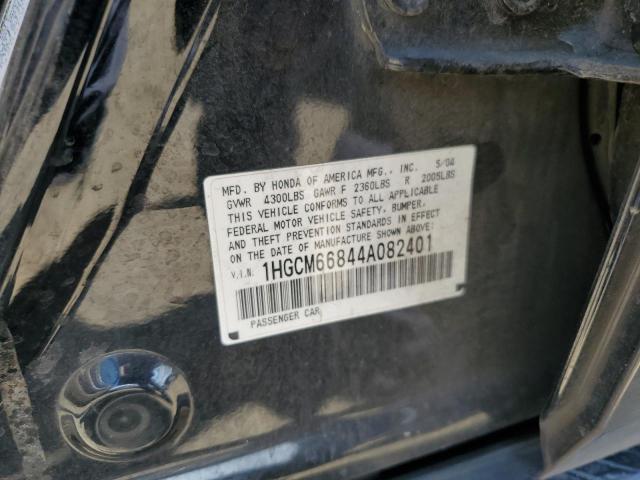 MFD. BY HONDA OF AMERICA MFG., INC. 5/04
GVWR 4300LBS GAWR F 2360LBS R 2005LBS
THIS VEHICLE CONFORMS TO ALL APPLICABLE
FEDERAL MOTOR VEHICLE SAFETY, BUMPER,
AND THEFT PREVENTION STANDARDS IN EFFECT
ON THE DATE OF MANUFACTURE SHOWN ABOVE:
V.I.N. 1HGCM66844A082401
PASSENGER CAR